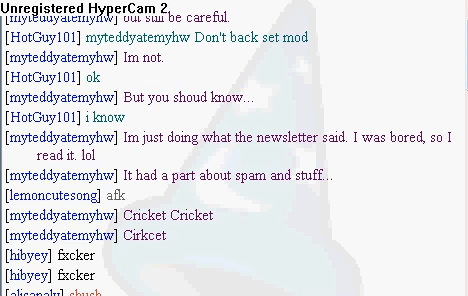 Unregistered HyperCam 2
[myteddyatemyhw] but still be careful.
[HotGuy101] myteddyatemyhw Don't back set mod
[myteddyatemyhw] Im not.
[HotGuy101] ok
[myteddyatemyhw] But you shoud know...
[HotGuy101] i know
[myteddyatemyhw] Im just doing what the newsletter said. I was bored, so I
read it. lol
[myteddyatemyhw] It had a part about spam and stuff...
[lemoncutesong] afk
[myteddyatemyhw] Cricket Cricket
[myteddyatemyhw] Cirkcet
[hibyey] fxcker
[hibyey] fxcker